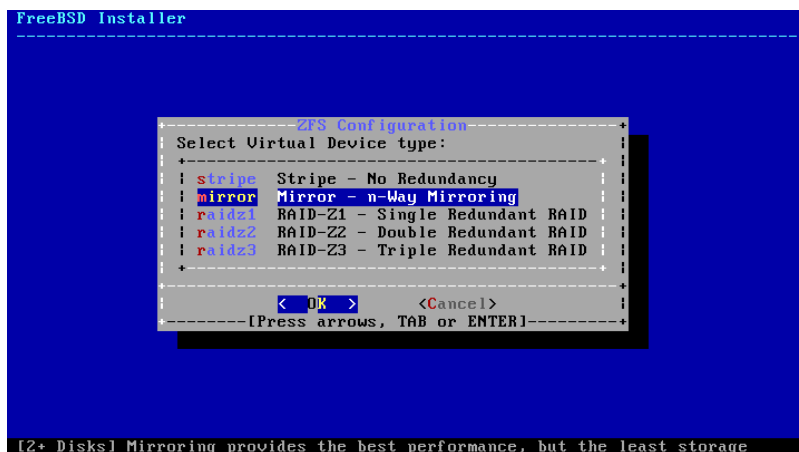 FreeBSD Installer
ZFS Configuration
Select Virtual Device type:
stripe Stripe - No Redundancy
mirror Mirror - n-Way Mirroring
raidz1 RAID-Z1 - Single Redundant RAID
raidz2 RAID-Z2 - Double Redundant RAID
raidz3 RAID-Z3 - Triple Redundant RAID
< OK > <Cancel>
[Press arrows, TAB or ENTER]
[2+ Disks] Mirroring provides the best performance, but the least storage